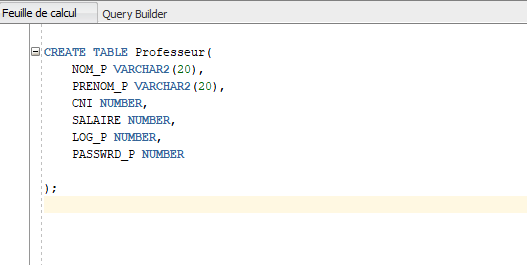 Feuille de calcul Query Builder
CREATE TABLE Professeur(
NOM_P VARCHAR2(20),
PRENOM_P VARCHAR2(20),
CNI NUMBER,
SALAIRE NUMBER,
LOG_P NUMBER,
PASSWRD_P NUMBER
);